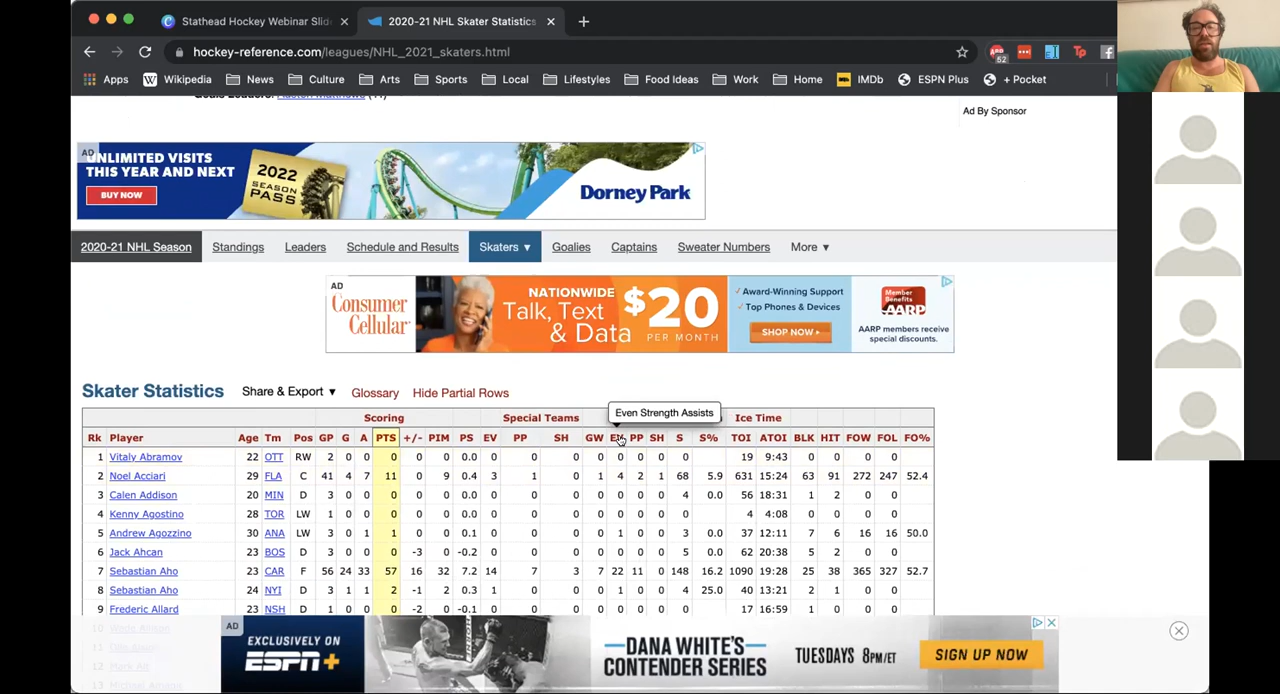 Stathead Hockey Webinar Slid
2020-21 NHL Skater Statistics
hockey-reference.com/leagues/NHL_2021_skaters.html
52
Tp
Apps
Wikipedia
News
Culture
Arts
Sports
Local
Lifestyles
Food Ideas
Work
Home
IMDb
ESPN Plus
+ Pocket
Goals Leaders: Auston Matthews (41)
Ad By Sponsor
AD
UNLIMITED VISITS
THIS YEAR AND NEXT
BUY NOW
2022
SEASON
PASS
Dorney Park
2020-21 NHL Season Standings Leaders Schedule and Results Skaters ▼ Goalies Captains Sweater Numbers More ▼
AD
Consumer
Cellular
NATIONWIDE
Talk, Text
& Data
$20
PER MONTH
✓ Award-Winning Support
✓ Top Phones & Devices
SHOP NOW
Member
Benefits
AARP
AARP members receive
special discounts.
Skater Statistics Share & Export ▼ Glossary Hide Partial Rows
Even Strength Assists
Scoring Special Teams Ice Time
Rk Player Age Tm Pos GP G A PTS +/- PIM PS EV PP SH GW EV PP SH S S% TOI ATOI BLK HIT FOW FOL FO%
1 Vitaly Abramov 22 OTT RW 2 0 0 0 0 0 0.0 0 0 0 0 0 0 0 0 19 9:43
2 Noel Acciari 29 FLA C 41 4 7 11 0 9 0.4 3 1 0 1 4 2 1 68 5.9 631 15:24 63 91 272 247 52.4
3 Calen Addison 20 MIN D 3 0 0 0 0 0 0.0 0 0 0 0 0 0 0 4 0.0 56 18:31 1 2
4 Kenny Agostino 28 TOR LW 1 0 0 0 0 0 0.0 0 0 0 0 0 0 0 0 4 4:08
5 Andrew Agozzino 30 ANA LW 3 0 1 1 0 0 0.1 0 0 0 0 1 0 0 3 0.0 37 12:11 7 6 16 16 50.0
6 Jack Ahcan 23 BOS D 3 0 0 0 -3 0 -0.2 0 0 0 0 0 0 0 5 0.0 62 20:38 5 2
7 Sebastian Aho 23 CAR F 56 24 33 57 16 32 7.2 14 7 3 7 22 11 0 148 16.2 1090 19:28 25 38 365 327 52.7
8 Sebastian Aho 24 NYI D 3 1 1 2 -1 2 0.3 1 0 0 0 1 0 0 4 25.0 40 13:21 2 1
9 Frederic Allard 23 NSH D 1 0 0 0 -2 0 -0.1 0 0 0 0 0 0 0 0 17 16:59 1 0
10 Wade Allison
12
13
AD
EXCLUSIVELY ON
ESPN+
DANA WHITE'S
CONTENDER SERIES
TUESDAYS 8PM/ET
SIGN UP NOW